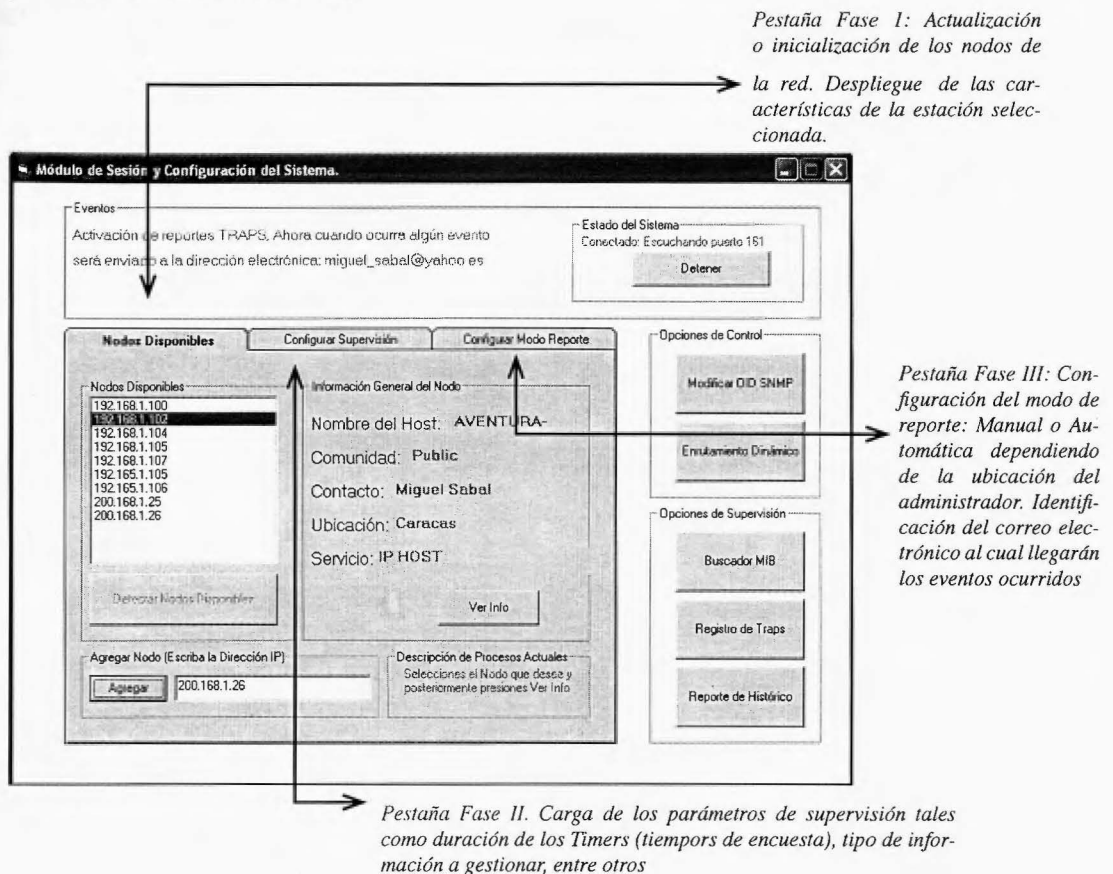 Pestaña Fase I: Actualización
o inicialización de los nodos de
la red. Despliegue de las car-
acterísticas de la estación selec-
cionada.
Módulo de Sesión y Configuración del Sistema.
Eventos
Activación de reportes TRAPS, Ahora cuando ocurra algún evento
será enviado a la dirección electrónica: miguel_sabal@yahoo.es
Estado del Sistema
Conectado: Escuchando puerto 161
Detener
Nodos Disponibles
Configurar Supervisión
Configurar Modo Reporte
Nodos Disponibles
192.168.1.100
192.168.1.102
192.168.1.104
192.168.1.105
192.168.1.107
192.165.1.105
192.165.1.106
200.168.1.25
200.168.1.26
Detectar Nodos Disponibles
Información General del Nodo
Nombre del Host: AVENTURA-
Comunidad: Public
Contacto: Miguel Sabal
Ubicación: Caracas
Servicio: IP HOST
Ver Info
Agregar Nodo (Escriba la Dirección IP)
Agregar
200.168.1.26
Descripción de Procesos Actuales
Selecciones el Nodo que desee y
posteriormente presiones Ver Info
Opciones de Control
Modificar OID SNMP
Enrutamiento Dinámico
Opciones de Supervisión
Buscador MIB
Registro de Traps
Reporte de Histórico
Pestaña Fase III: Con-
figuración del modo de
reporte: Manual o Au-
tomática dependiendo
de la ubicación del
administrador. Identifi-
cación del correo elec-
trónico al cual llegarán
los eventos ocurridos
Pestaña Fase II. Carga de los parámetros de supervisión tales
como duración de los Timers (tiempors de encuesta), tipo de infor-
mación a gestionar, entre otros